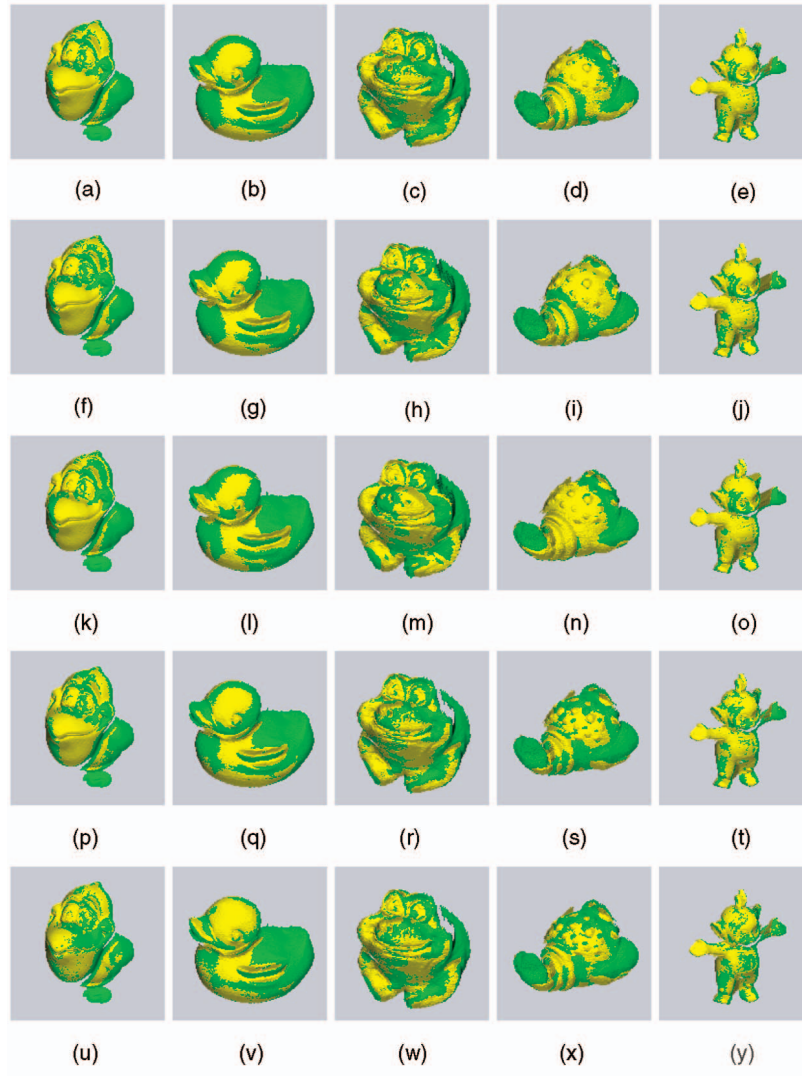 (a) (b) (c) (d) (e)
(f) (g) (h) (i) (j)
(k) (l) (m) (n) (o)
(p) (q) (r) (s) (t)
(u) (v) (w) (x) (y)